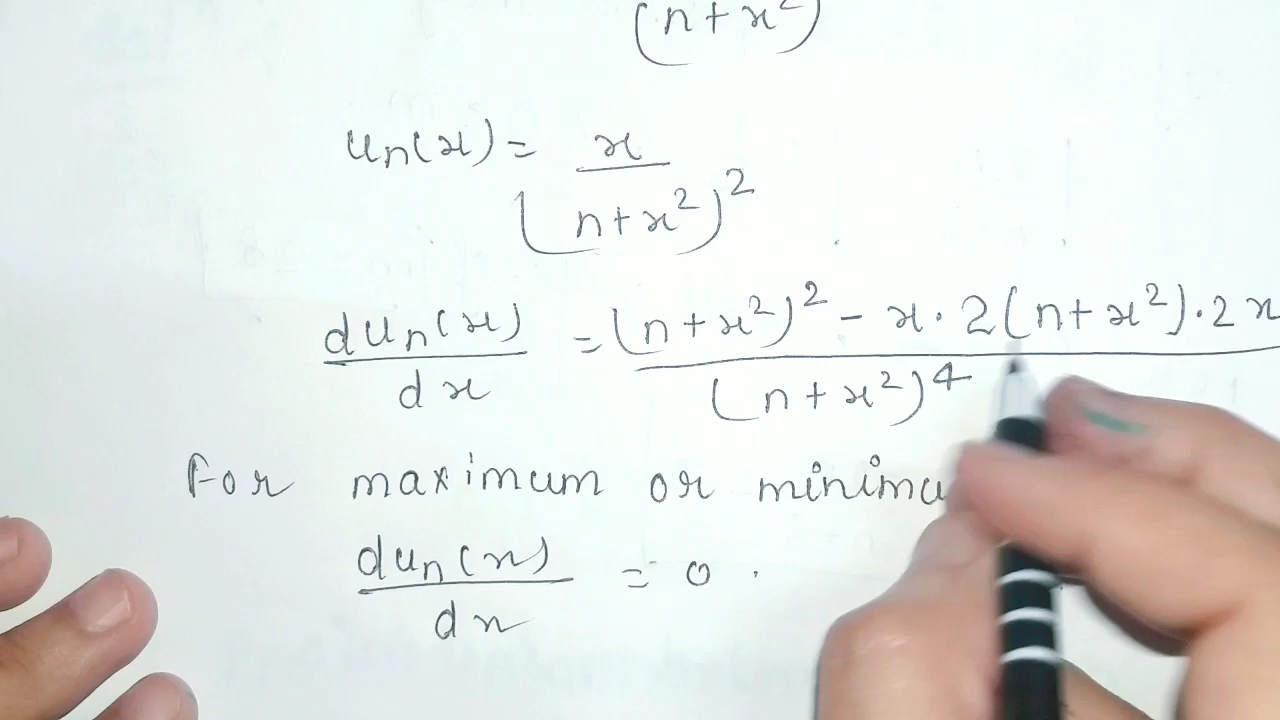 (n+x²)
uₙ(x) = x
(n+x²)²
duₙ(x) = (n+x²)² - x·2(n+x²)·2x
dx (n+x²)⁴
For maximum or minimu
duₙ(x) = 0.
dx